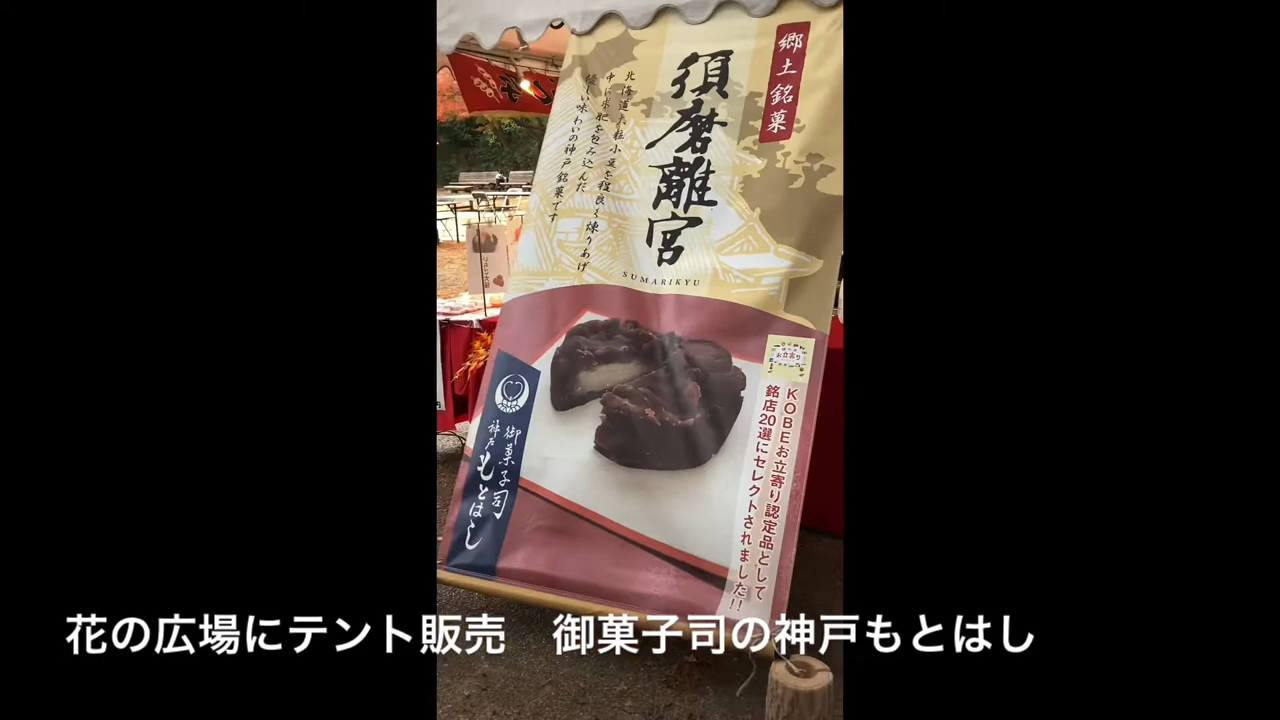 郷土銘菓
須磨離宮
SUMARIKYU
北海道大粒小豆を程良く煉りあげ
中に求肥を包み込んだ
優しい味わいの神戸銘菓です
お立寄り
KOBEお立寄り認定品として
銘店20選にセレクトされました!!
御菓子司
神戸もとはし
花の広場にテント販売　御菓子司の神戸もとはし